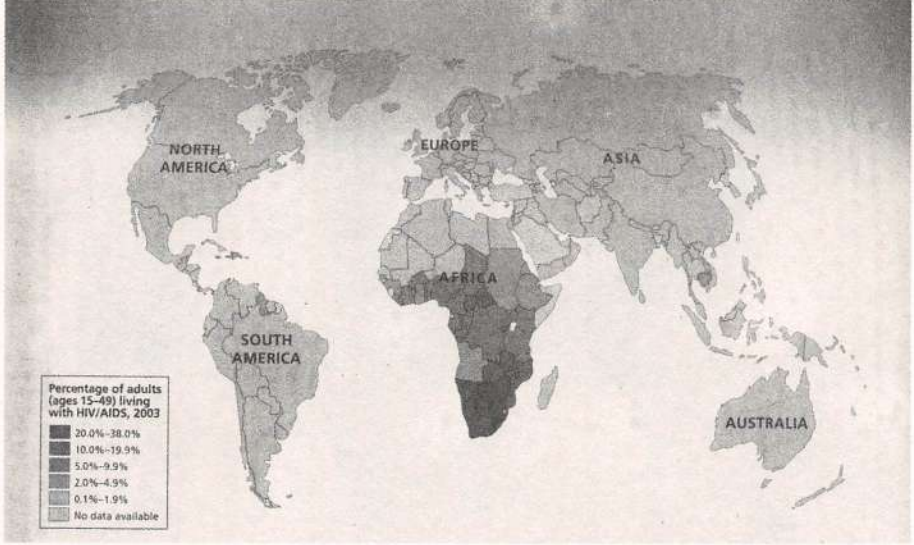 NORTH
AMERICA
EUROPE
ASIA
AFRICA
SOUTH
AMERICA
AUSTRALIA
Percentage of adults
(ages 15–49) living
with HIV/AIDS, 2003
20.0%–38.0%
10.0%–19.9%
5.0%–9.9%
2.0%–4.9%
0.1%–1.9%
No data available